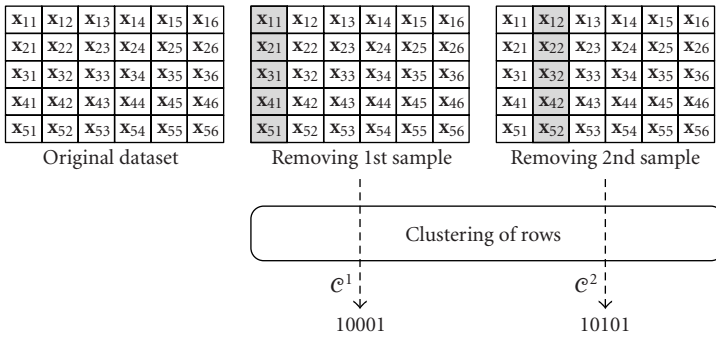 x11 x12 x13 x14 x15 x16 x11 x12 x13 x14 x15 x16 x11 x12 x13 x14 x15 x16
x21 x22 x23 x24 x25 x26 x21 x22 x23 x24 x25 x26 x21 x22 x23 x24 x25 x26
x31 x32 x33 x34 x35 x36 x31 x32 x33 x34 x35 x36 x31 x32 x33 x34 x35 x36
x41 x42 x43 x44 x45 x46 x41 x42 x43 x44 x45 x46 x41 x42 x43 x44 x45 x46
x51 x52 x53 x54 x55 x56 x51 x52 x53 x54 x55 x56 x51 x52 x53 x54 x55 x56
Original dataset Removing 1st sample Removing 2nd sample
Clustering of rows
C¹ C²
10001 10101